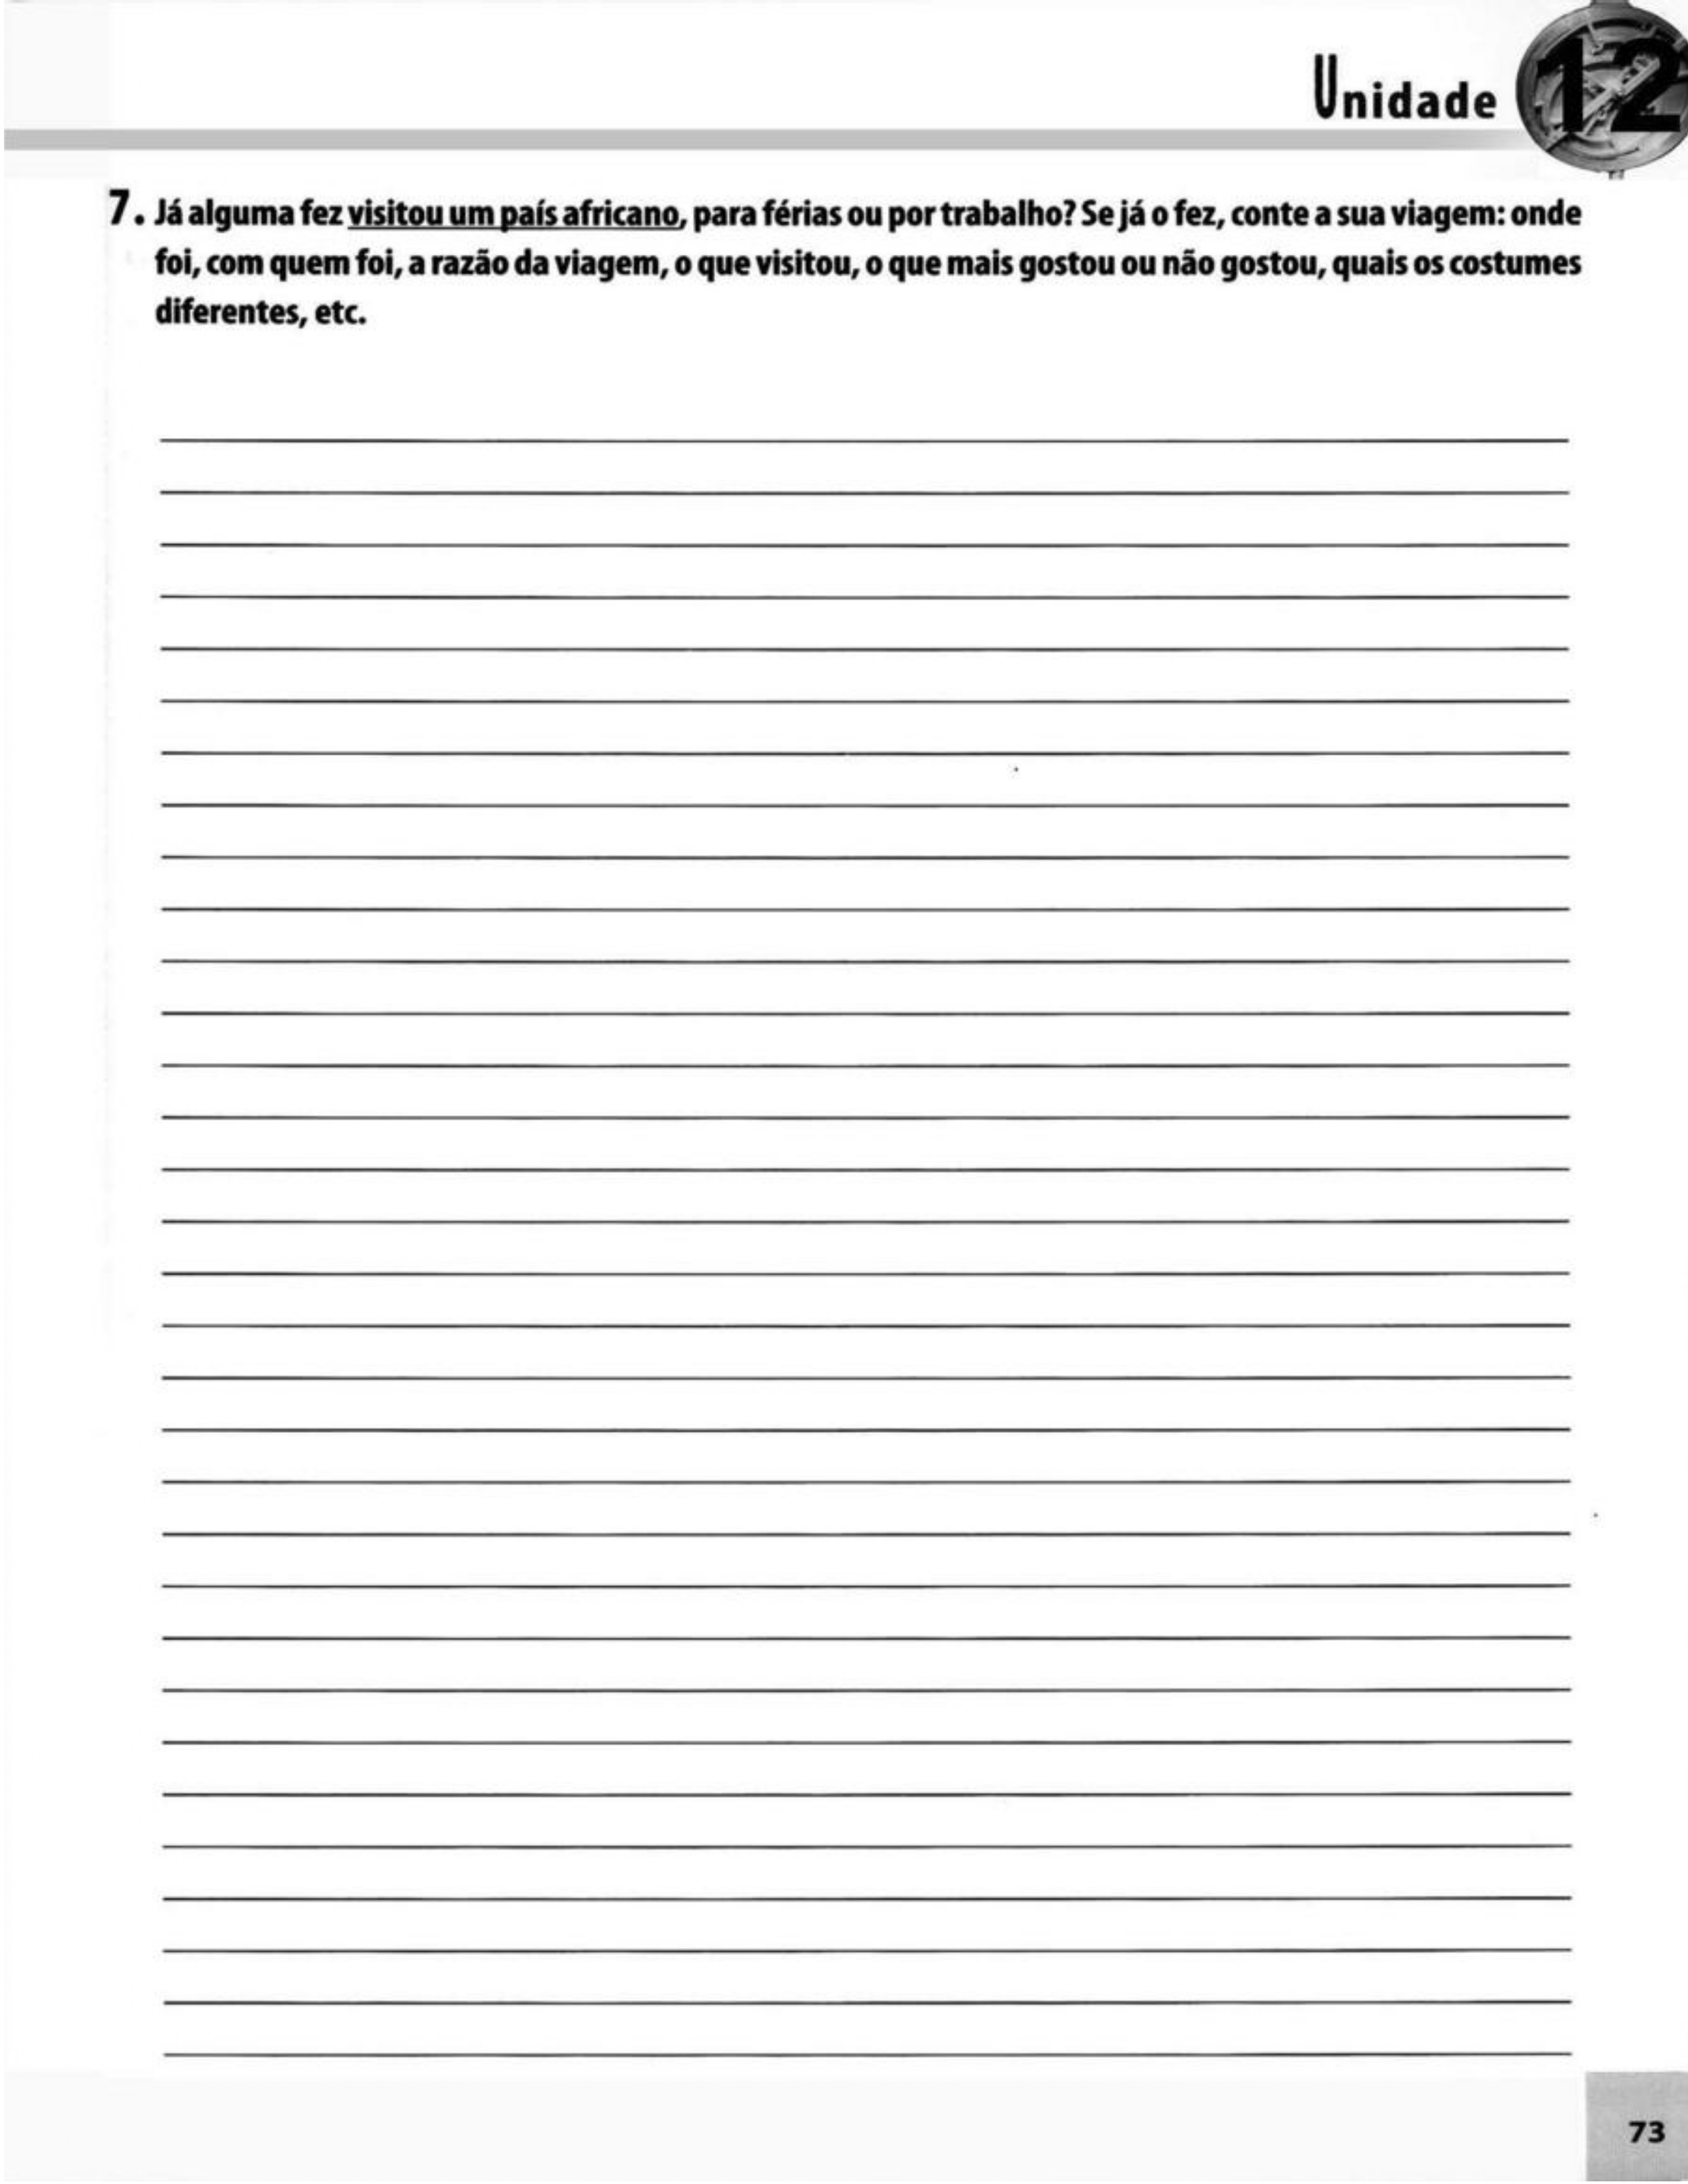 Unidade 12
7. Já alguma fez visitou um país africano, para férias ou por trabalho? Se já o fez, conte a sua viagem: onde
foi, com quem foi, a razão da viagem, o que visitou, o que mais gostou ou não gostou, quais os costumes
diferentes, etc.
73